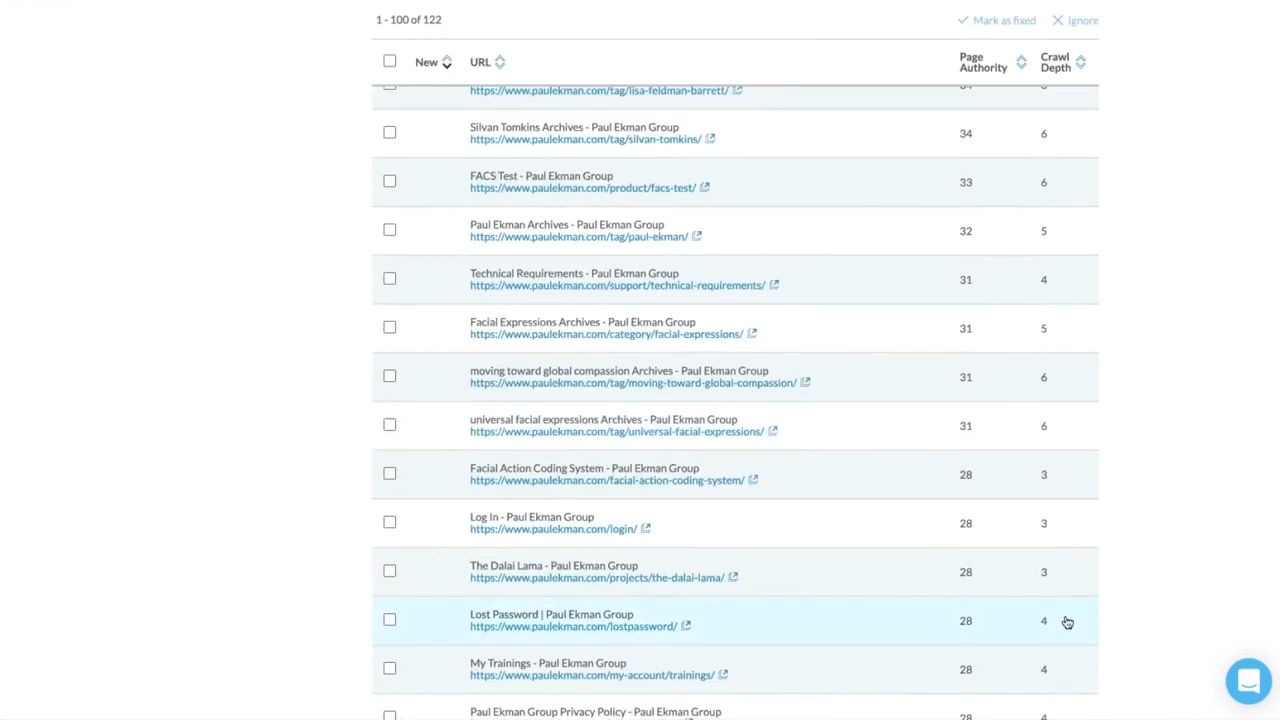 1 - 100 of 122
Mark as fixed
Ignore
New
URL
Page Authority
Crawl Depth
https://www.paulekman.com/tag/lisa-feldman-barrett/
Silvan Tomkins Archives - Paul Ekman Group
https://www.paulekman.com/tag/silvan-tomkins/
34
6
FACS Test - Paul Ekman Group
https://www.paulekman.com/product/facs-test/
33
6
Paul Ekman Archives - Paul Ekman Group
https://www.paulekman.com/tag/paul-ekman/
32
5
Technical Requirements - Paul Ekman Group
https://www.paulekman.com/support/technical-requirements/
31
4
Facial Expressions Archives - Paul Ekman Group
https://www.paulekman.com/category/facial-expressions/
31
5
moving toward global compassion Archives - Paul Ekman Group
https://www.paulekman.com/tag/moving-toward-global-compassion/
31
6
universal facial expressions Archives - Paul Ekman Group
https://www.paulekman.com/tag/universal-facial-expressions/
31
6
Facial Action Coding System - Paul Ekman Group
https://www.paulekman.com/facial-action-coding-system/
28
3
Log In - Paul Ekman Group
https://www.paulekman.com/login/
28
3
The Dalai Lama - Paul Ekman Group
https://www.paulekman.com/projects/the-dalai-lama/
28
3
Lost Password | Paul Ekman Group
https://www.paulekman.com/lostpassword/
28
4
My Trainings - Paul Ekman Group
https://www.paulekman.com/my-account/trainings/
28
4
Paul Ekman Group Privacy Policy - Paul Ekman Group
28
4